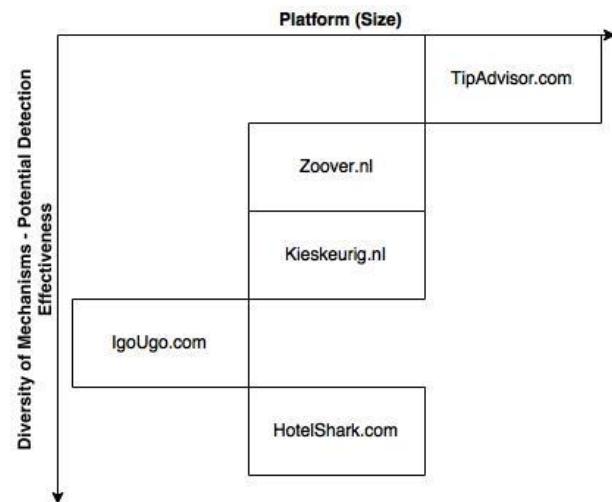 Platform (Size)
TipAdvisor.com
Zoover.nl
Kieskeurig.nl
IgoUgo.com
HotelShark.com
Diversity of Mechanisms - Potential Detection
Effectiveness